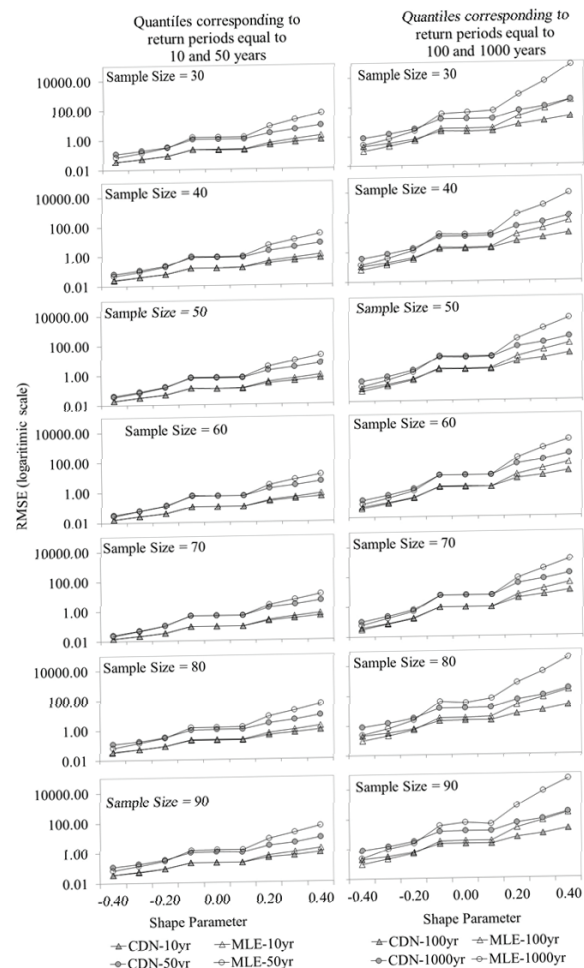 Quantiles corresponding to
return periods equal to
10 and 50 years
Quantiles corresponding to
return periods equal to
100 and 1000 years
RMSE (logaritimic scale)
Sample Size = 30
10000.00
100.00
1.00
0.01
Sample Size = 30
Sample Size = 40
10000.00
100.00
1.00
0.01
Sample Size = 40
Sample Size = 50
10000.00
100.00
1.00
0.01
Sample Size = 50
Sample Size = 60
10000.00
100.00
1.00
0.01
Sample Size = 60
Sample Size = 70
10000.00
100.00
1.00
0.01
Sample Size = 70
Sample Size = 80
10000.00
100.00
1.00
0.01
Sample Size = 80
Sample Size = 90
10000.00
100.00
1.00
0.01
Sample Size = 90
-0.40 -0.20 0.00 0.20 0.40
-0.40 -0.20 0.00 0.20 0.40
Shape Parameter
Shape Parameter
CDN-10yr MLE-10yr
CDN-50yr MLE-50yr
CDN-100yr MLE-100yr
CDN-1000yr MLE-1000yr